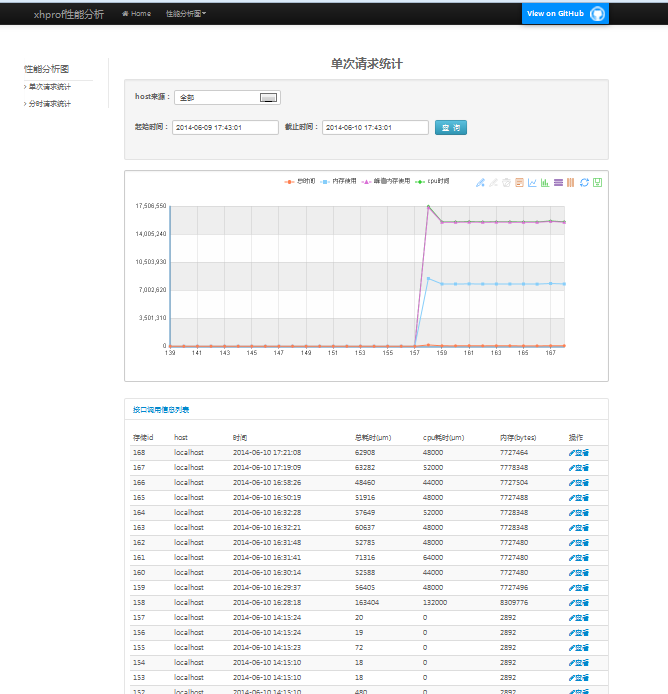 xhprof性能分析 Home 性能分析图 View on GitHub
性能分析图
单次请求统计
分时请求统计
单次请求统计
host来源： 全部
起始时间： 2014-06-09 17:43:01 截止时间： 2014-06-10 17:43:01 查 询
总时间 内存使用 峰值内存使用 cpu时间
17,506,550
14,005,240
10,503,930
7,002,620
3,501,310
0
139 141 143 145 147 149 151 153 155 157 159 161 163 165 167
接口调用信息列表
存储id host 时间 总耗时(um) cpu耗时(um) 内存(bytes) 操作
168 localhost 2014-06-10 17:21:08 62908 48000 7727464 查看
167 localhost 2014-06-10 17:19:09 63282 52000 7778348 查看
166 localhost 2014-06-10 16:58:26 48460 44000 7727504 查看
165 localhost 2014-06-10 16:50:19 51916 48000 7727488 查看
164 localhost 2014-06-10 16:32:28 57649 52000 7728348 查看
163 localhost 2014-06-10 16:32:21 60637 48000 7728348 查看
162 localhost 2014-06-10 16:31:48 52785 48000 7727480 查看
161 localhost 2014-06-10 16:31:41 71316 64000 7727480 查看
160 localhost 2014-06-10 16:30:14 52588 44000 7727480 查看
159 localhost 2014-06-10 16:29:37 56405 48000 7727496 查看
158 localhost 2014-06-10 16:28:18 163404 132000 8309776 查看
157 localhost 2014-06-10 14:15:24 20 0 2892 查看
156 localhost 2014-06-10 14:15:24 19 0 2892 查看
155 localhost 2014-06-10 14:15:23 72 0 2892 查看
154 localhost 2014-06-10 14:15:10 18 0 2892 查看
153 localhost 2014-06-10 14:15:10 18 0 2892 查看
152 localhost 2014-06-10 14:15:10 480 0 2892 查看